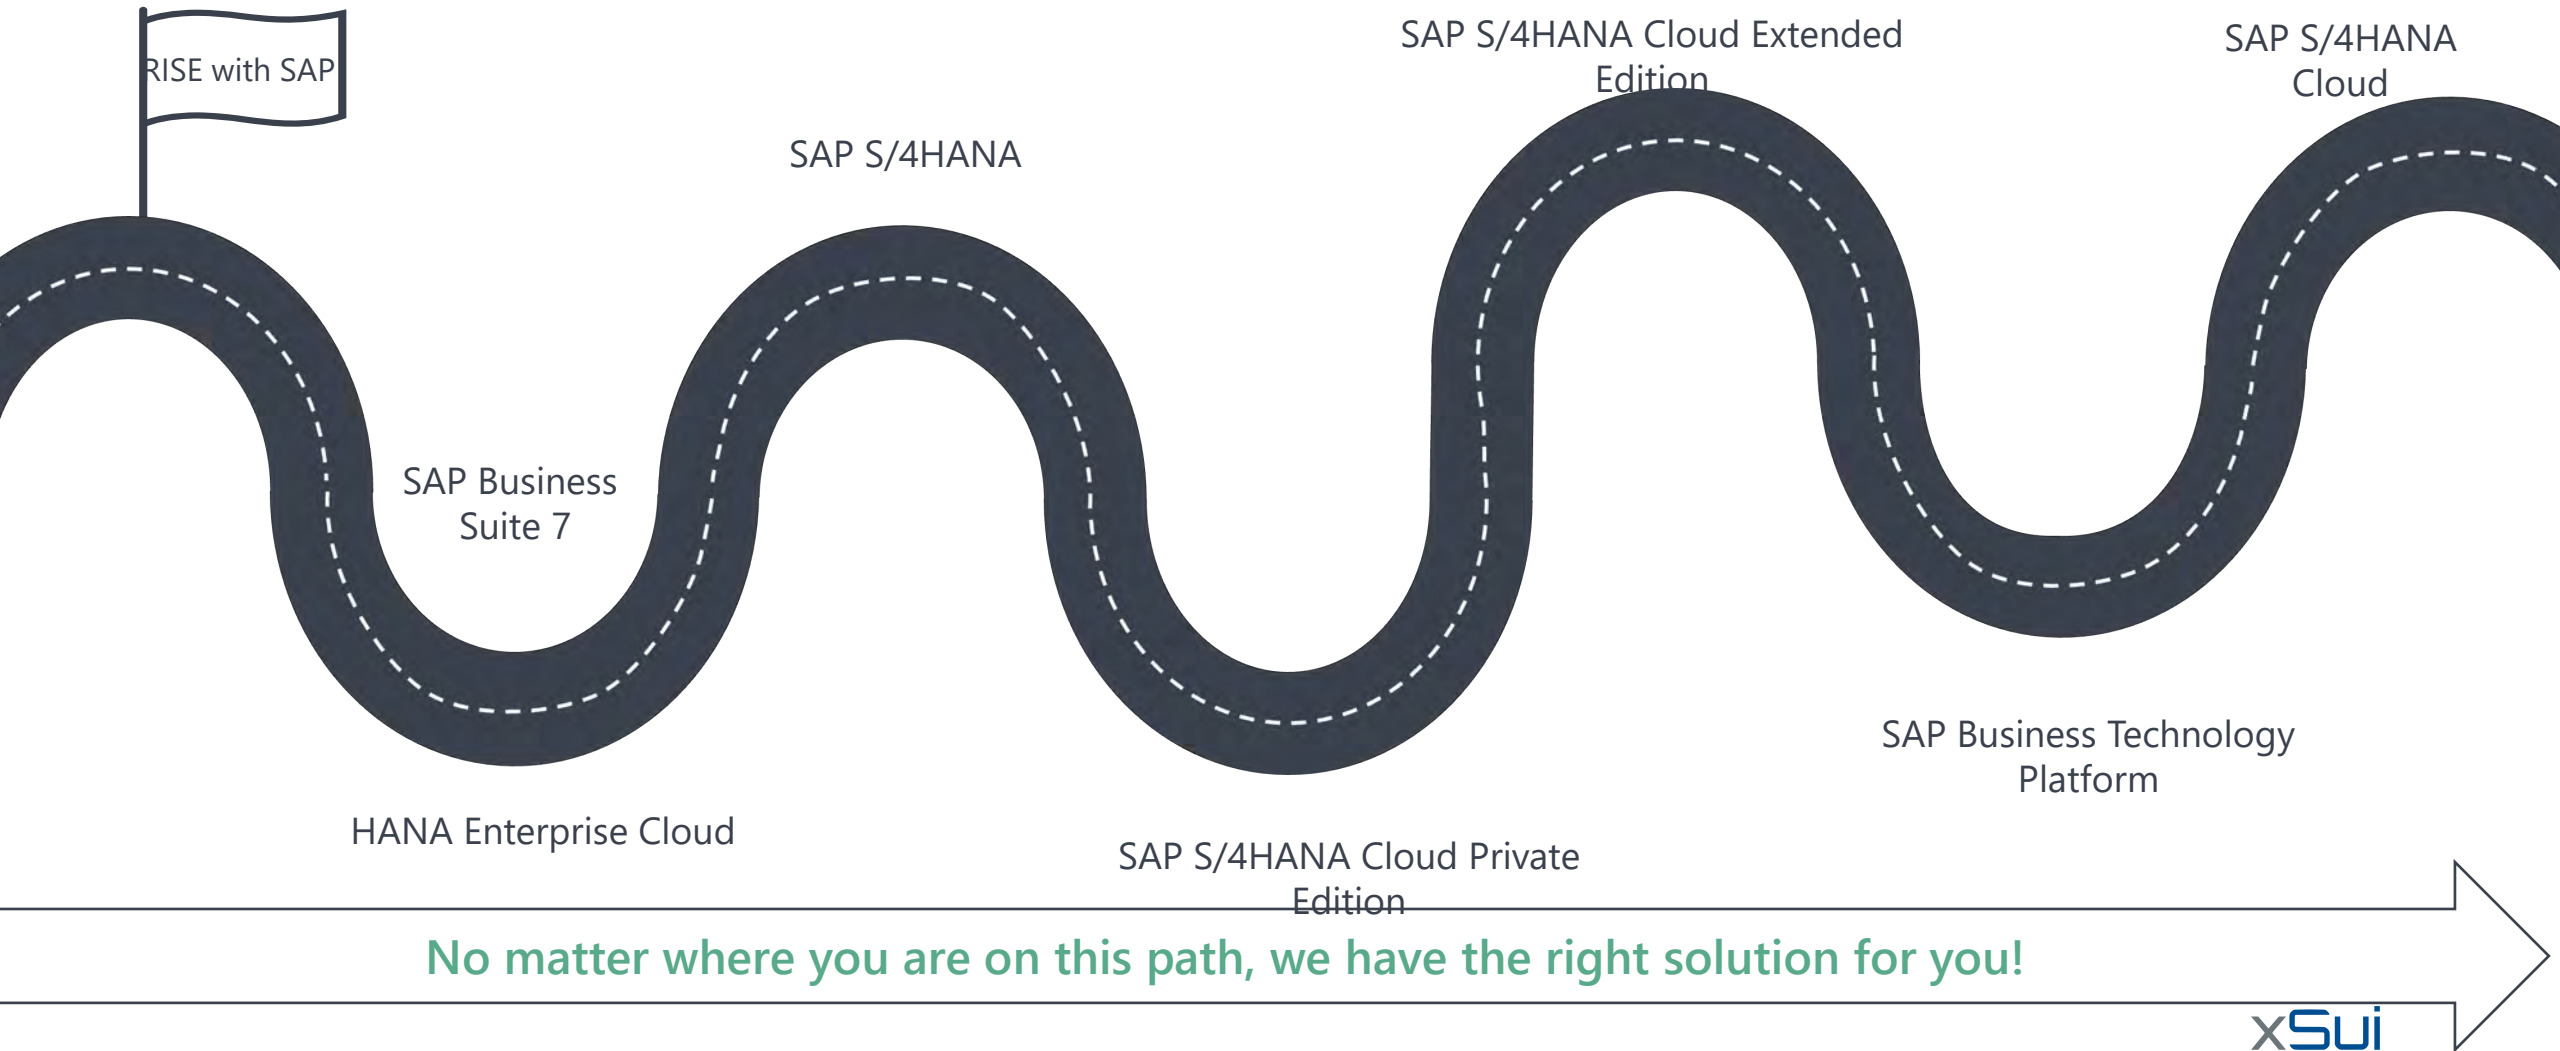 RISE with SAP
SAP S/4HANA Cloud Extended
Edition
SAP S/4HANA
Cloud
SAP S/4HANA
SAP Business
Suite 7
SAP Business Technology
Platform
HANA Enterprise Cloud
SAP S/4HANA Cloud Private
Edition
No matter where you are on this path, we have the right solution for you!
xSui